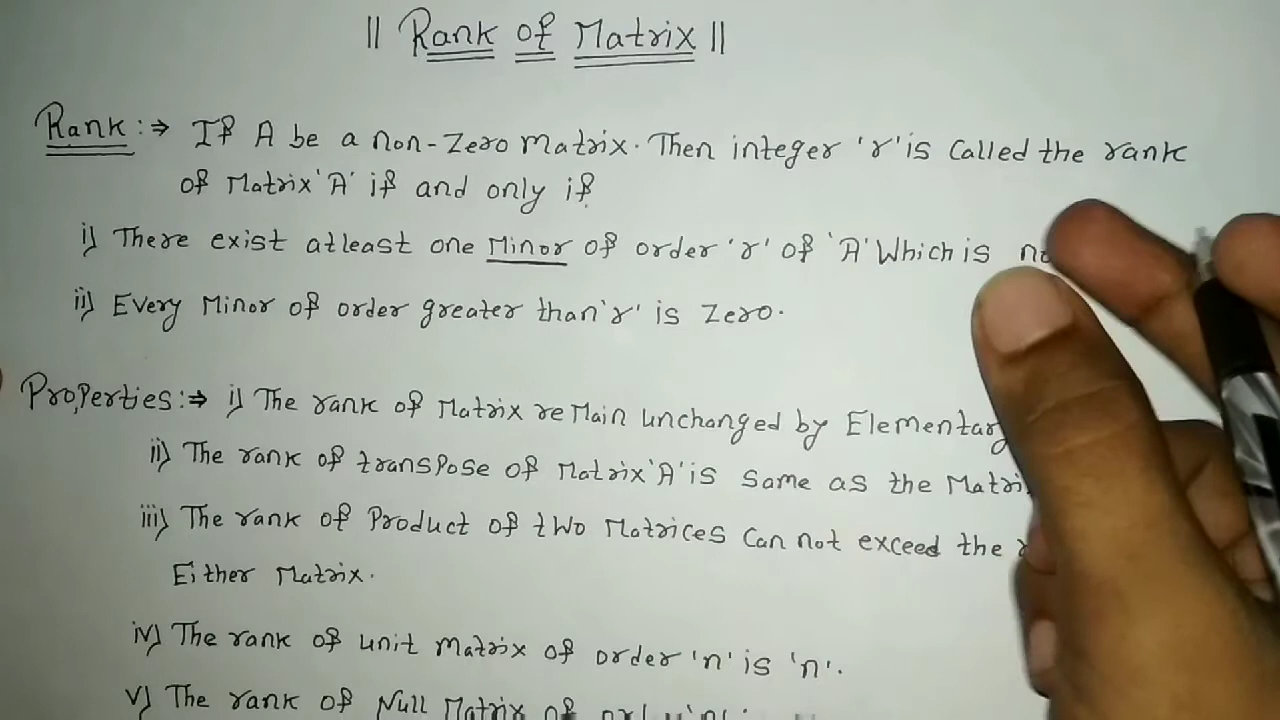 || Rank of Matrix ||
Rank :⇒ If A be a non-Zero Matrix. Then integer 'r' is called the rank
of Matrix 'A' if and only if
i) There exist atleast one Minor of order 'r' of 'A' Which is
ii) Every Minor of order greater than 'r' is Zero.
Properties :⇒ i) The rank of Matrix remain unchanged by Elementary
ii) The rank of transpose of Matrix 'A' is same as the
iii) The rank of Product of two Matrices Can not exceed the
Either Matrix.
iv) The rank of unit matrix of order 'n' is 'n'.
v) The rank of Null Matrix of